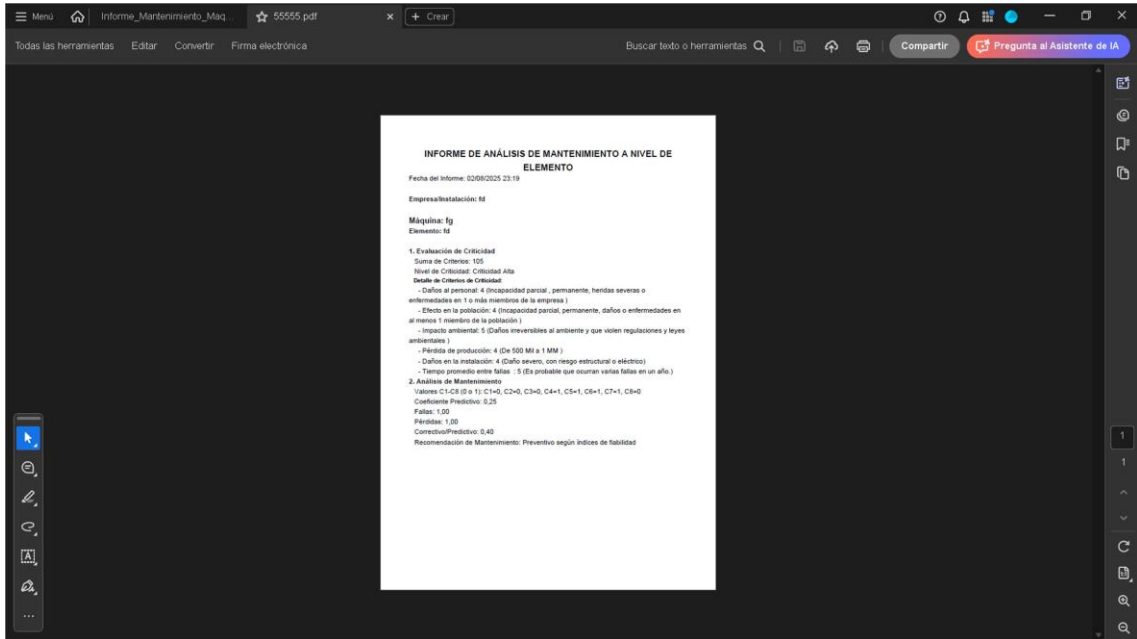 Menú
Informe_Mantenimiento_Maq...
55555.pdf
+ Crear
Todas las herramientas
Editar
Convertir
Firma electrónica
Buscar texto o herramientas
Compartir
Pregunta al Asistente de IA
INFORME DE ANÁLISIS DE MANTENIMIENTO A NIVEL DE
ELEMENTO
Fecha del Informe: 02/08/2025 23:19
Empresa/Instalación: fd
Máquina: fg
Elemento: fd
1. Evaluación de Criticidad
Suma de Criterios: 105
Nivel de Criticidad: Criticidad Alta
Detalle de Criterios de Criticidad:
- Daños al personal: 4 (Incapacidad parcial , permanente, heridas severas o
enfermedades en 1 o más miembros de la empresa )
- Efecto en la población: 4 (Incapacidad parcial, permanente, daños o enfermedades en
al menos 1 miembro de la población )
- Impacto ambiental: 5 (Daños irreversibles al ambiente y que violen regulaciones y leyes
ambientales )
- Pérdida de producción: 4 (De 500 Mil a 1 MM )
- Daños en la instalación: 4 (Daño severo, con riesgo estructural o eléctrico)
- Tiempo promedio entre fallas : 5 (Es probable que ocurran varias fallas en un año.)
2. Análisis de Mantenimiento
Valores C1-C8 (0 o 1): C1=0, C2=0, C3=0, C4=1, C5=1, C6=1, C7=1, C8=0
Coeficiente Predictivo: 0,25
Fallas: 1,00
Pérdidas: 1,00
Correctivo/Predictivo: 0,40
Recomendación de Mantenimiento: Preventivo según índices de fiabilidad
1
1